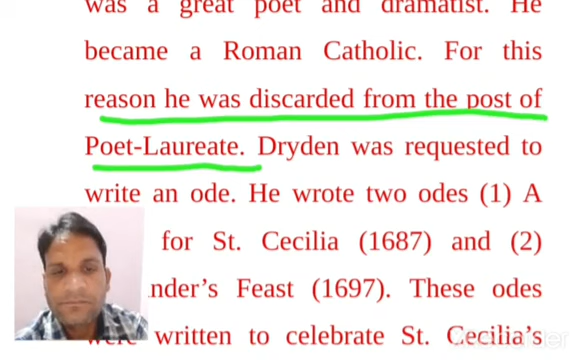 was a great poet and dramatist. He
became a Roman Catholic. For this
reason he was discarded from the post of
Poet-Laureate. Dryden was requested to
write an ode. He wrote two odes (1) A
for St. Cecilia (1687) and (2)
nder's Feast (1697). These odes
were written to celebrate St. Cecilia's